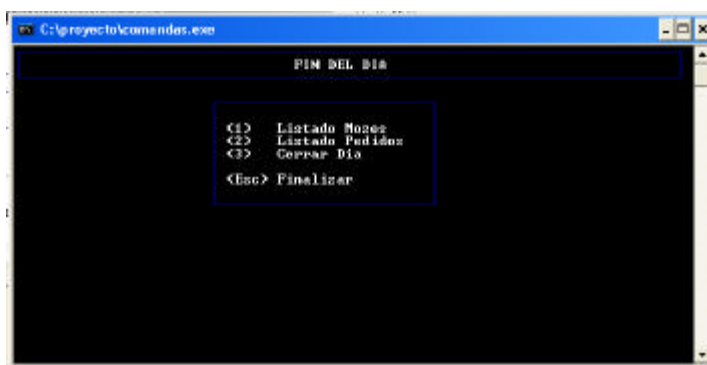 C:\proyecto\comandas.exe
FIN DEL DIA
(1) Listado Mozos
(2) Listado Pedidos
(3) Cerrar Dia
<Esc> Finalizar